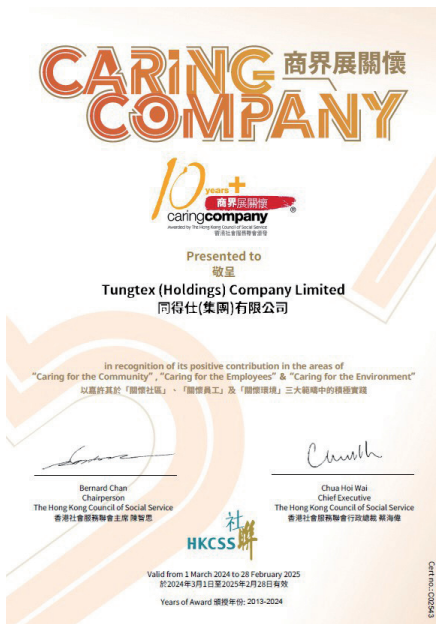 CARING 商界展關懷
COMPANY
10 years+
商界展關懷
caringcompany ®
Awarded by The Hong Kong Council of Social Service
香港社會服務聯會頒發
Presented to
敬呈
Tungtex (Holdings) Company Limited
同得仕(集團)有限公司
in recognition of its positive contribution in the areas of
"Caring for the Community", "Caring for the Employees" & "Caring for the Environment"
以嘉許其於「關懷社區」、「關懷員工」及「關懷環境」三大範疇中的積極實踐
Bernard Chan
Chairperson
The Hong Kong Council of Social Service
香港社會服務聯會主席 陳智思
Chua Hoi Wai
Chief Executive
The Hong Kong Council of Social Service
香港社會服務聯會行政總裁 蔡海偉
社聯
HKCSS
Valid from 1 March 2024 to 28 February 2025
於2024年3月1日至2025年2月28日有效
Years of Award 頒授年份: 2013-2024
Cert no.: C02543